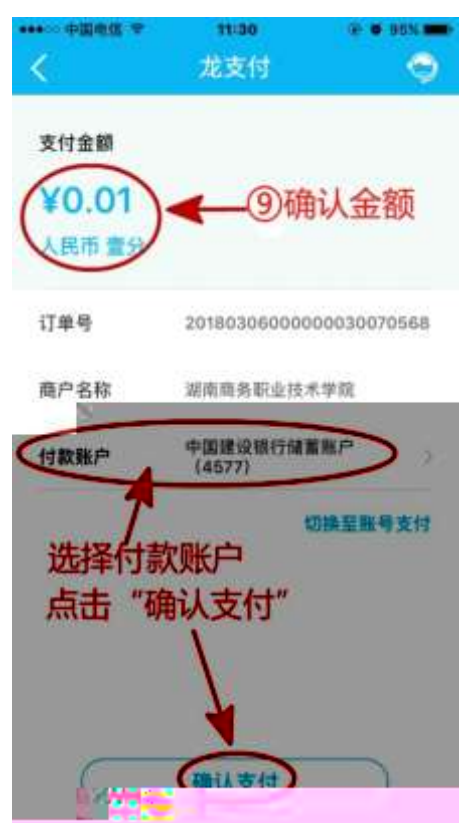 中国电信 11:30 95%
龙支付
支付金额
¥0.01
⑨确认金额
人民币 壹分
订单号 20180306000000030070568
商户名称 湖南商务职业技术学院
付款账户 中国建设银行储蓄账户
(4577)
切换至账号支付
选择付款账户
点击“确认支付”
确认支付